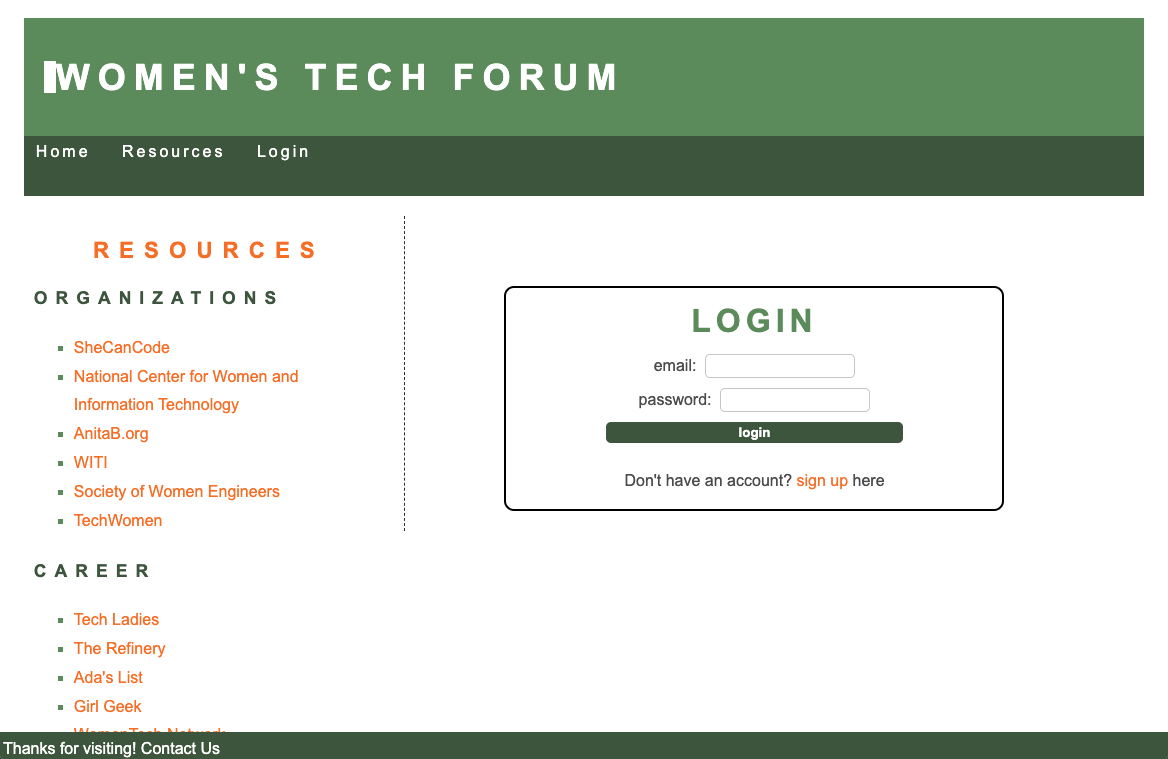 WOMEN'S TECH FORUM
Home Resources Login
RESOURCES
ORGANIZATIONS
SheCanCode
National Center for Women and
Information Technology
AnitaB.org
WITI
Society of Women Engineers
TechWomen
CAREER
Tech Ladies
The Refinery
Ada's List
Girl Geek
WomenTech Network
LOGIN
email:
password:
login
Don't have an account? sign up here
Thanks for visiting! Contact Us